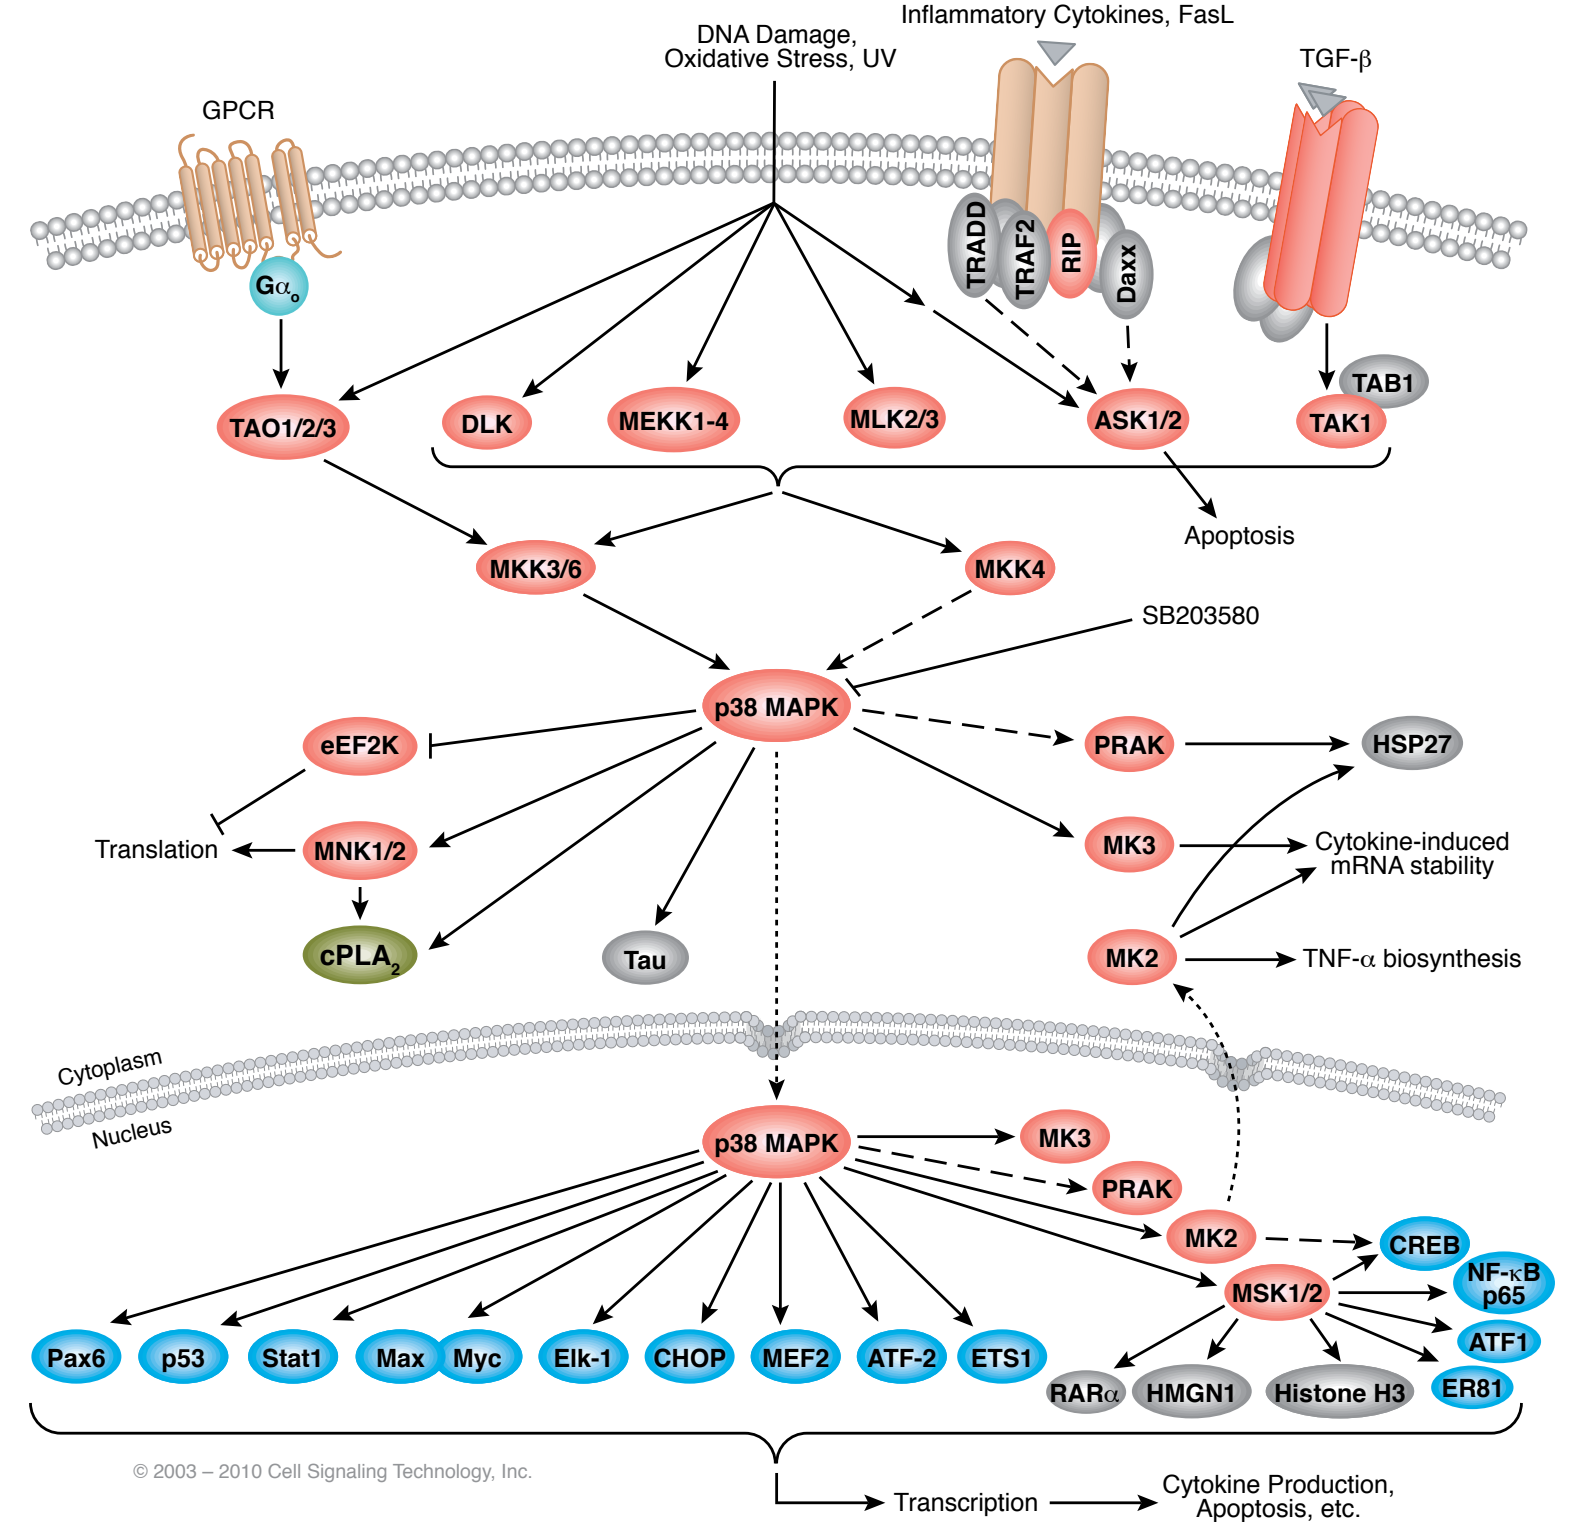 Inflammatory Cytokines, FasL
DNA Damage,
Oxidative Stress, UV
TGF-β
GPCR
Gαo
TRADD
TRAF2
RIP
Daxx
TAB1
TAO1/2/3
DLK
MEKK1-4
MLK2/3
ASK1/2
TAK1
Apoptosis
MKK3/6
MKK4
SB203580
p38 MAPK
eEF2K
PRAK
HSP27
Translation
MNK1/2
MK3
Cytokine-induced
mRNA stability
cPLA2
Tau
MK2
TNF-α biosynthesis
Cytoplasm
Nucleus
p38 MAPK
MK3
PRAK
MK2
CREB
MSK1/2
NF-κB
p65
ATF1
ER81
Pax6
p53
Stat1
Max
Myc
Elk-1
CHOP
MEF2
ATF-2
ETS1
RARα
HMGN1
Histone H3
© 2003 – 2010 Cell Signaling Technology, Inc.
Transcription
Cytokine Production,
Apoptosis, etc.